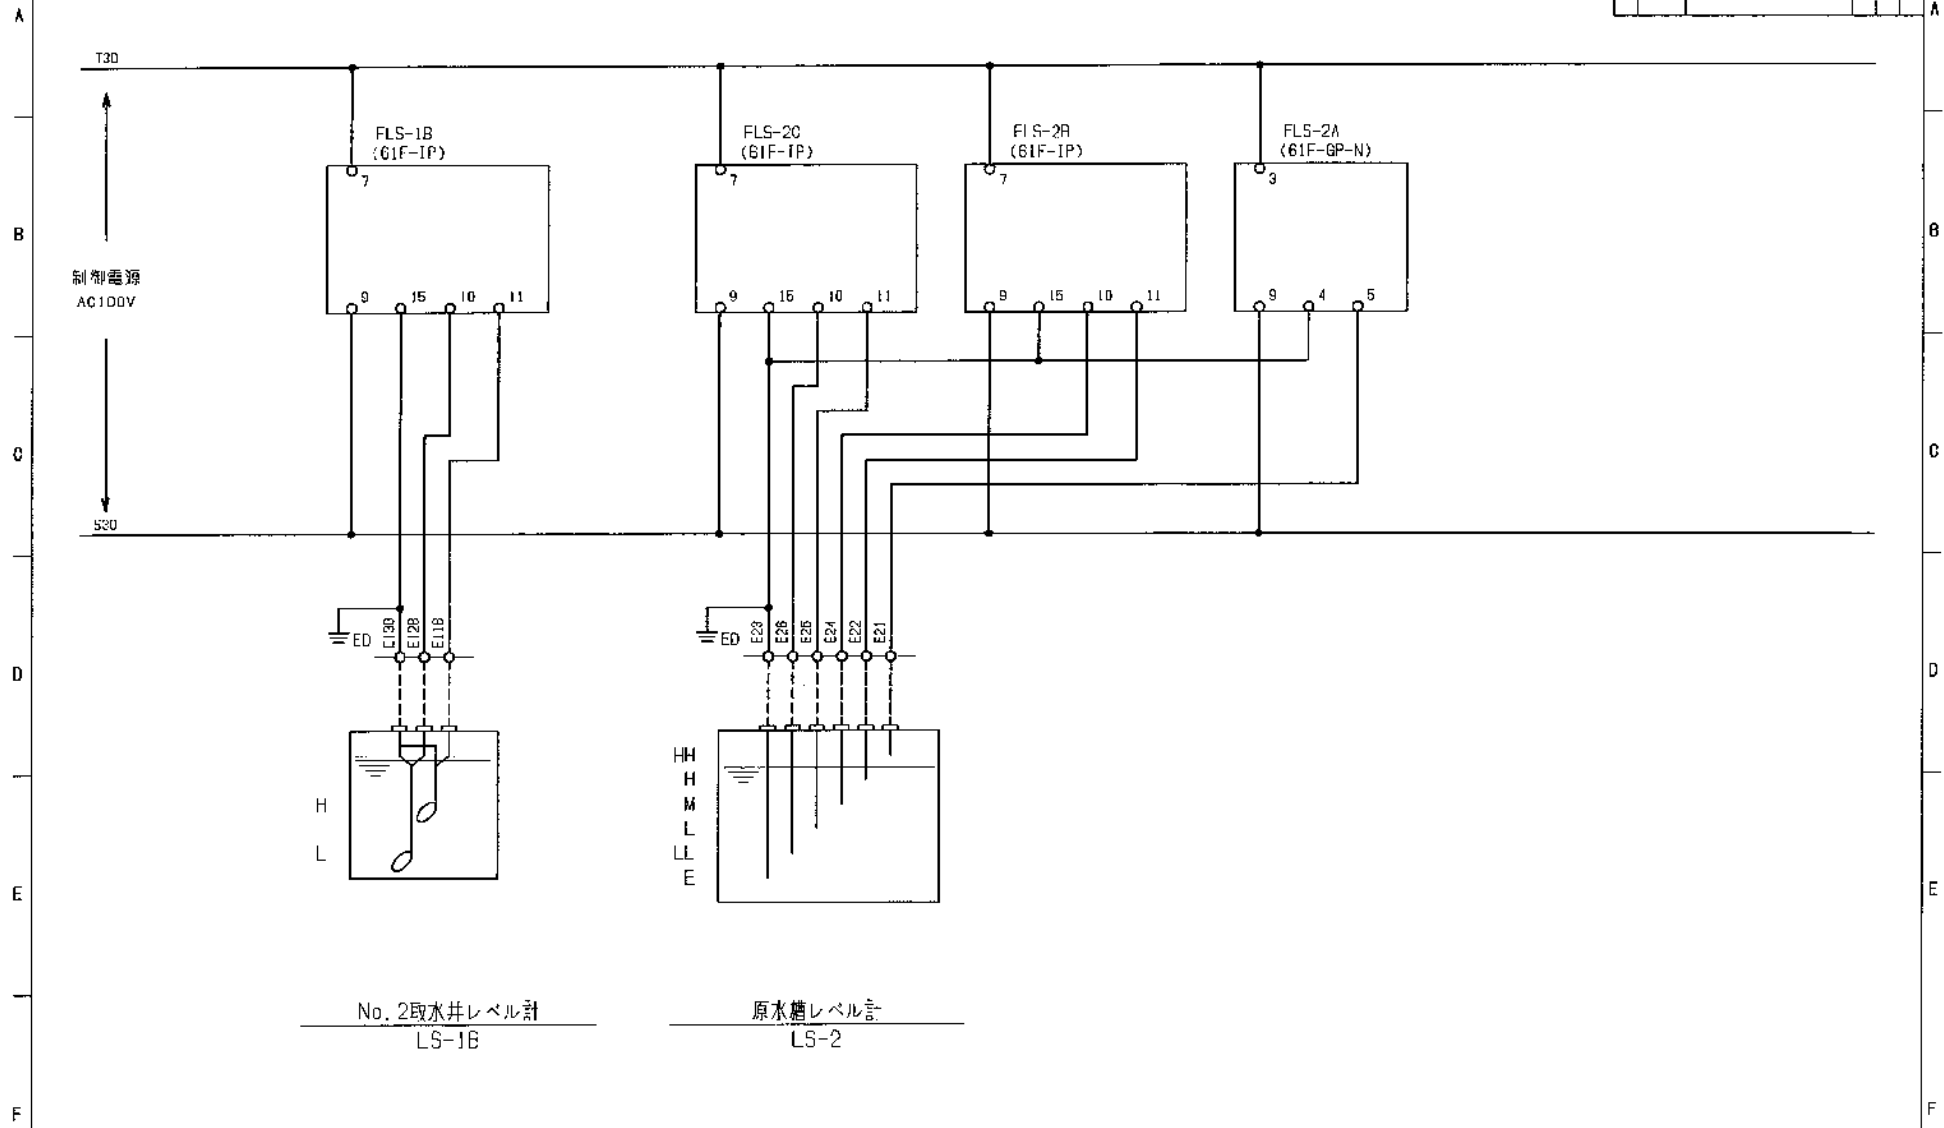 A
A
T30
FLS-1B
(61F-IP)
FLS-2C
(61F-IP)
FLS-2B
(61F-IP)
FLS-2A
(61F-GP-N)
7
7
7
3
B
B
制御電源
AC100V
9 15 10 11
9 15 10 11
9 15 10 11
9 4 5
C
C
S30
ED
E13B
E12B
E11B
ED
E23
E26
E25
E24
E22
E21
D
D
HH
H
M
L
LL
E
H
L
E
E
No.2取水井レベル計
LS-1B
原水槽レベル計
LS-2
F
F